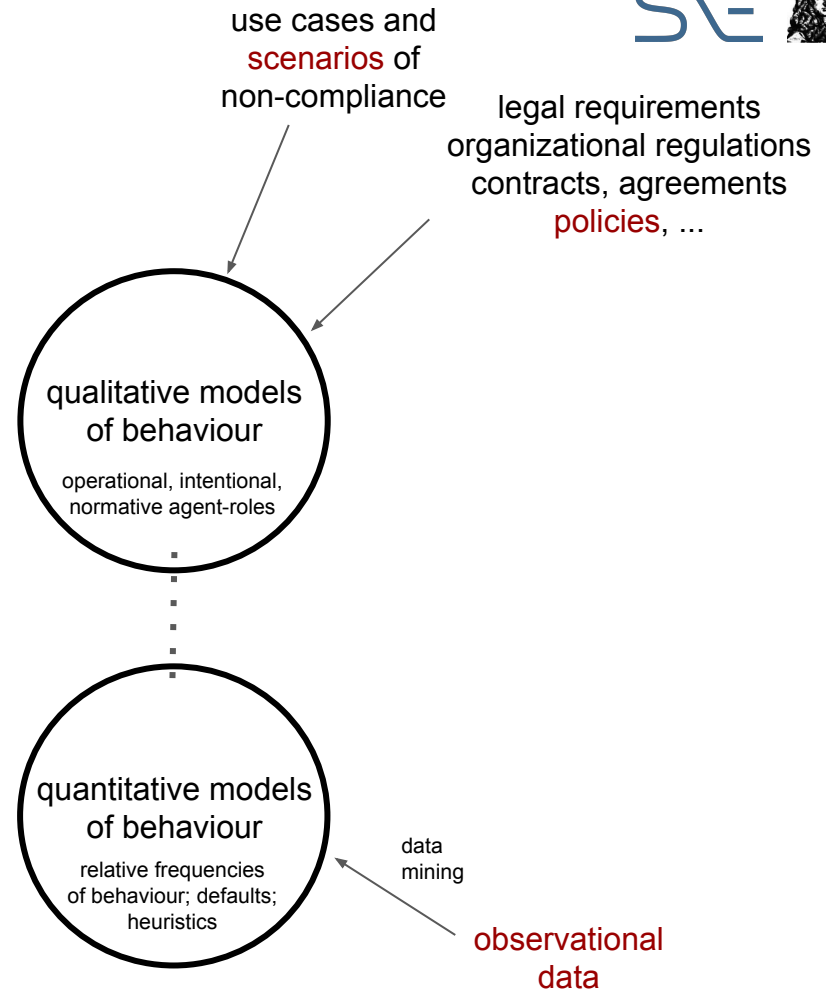 use cases and
scenarios of
non-compliance
legal requirements
organizational regulations
contracts, agreements
policies, ...
qualitative models
of behaviour
operational, intentional,
normative agent-roles
quantitative models
of behaviour
relative frequencies
of behaviour; defaults;
heuristics
data
mining
observational
data